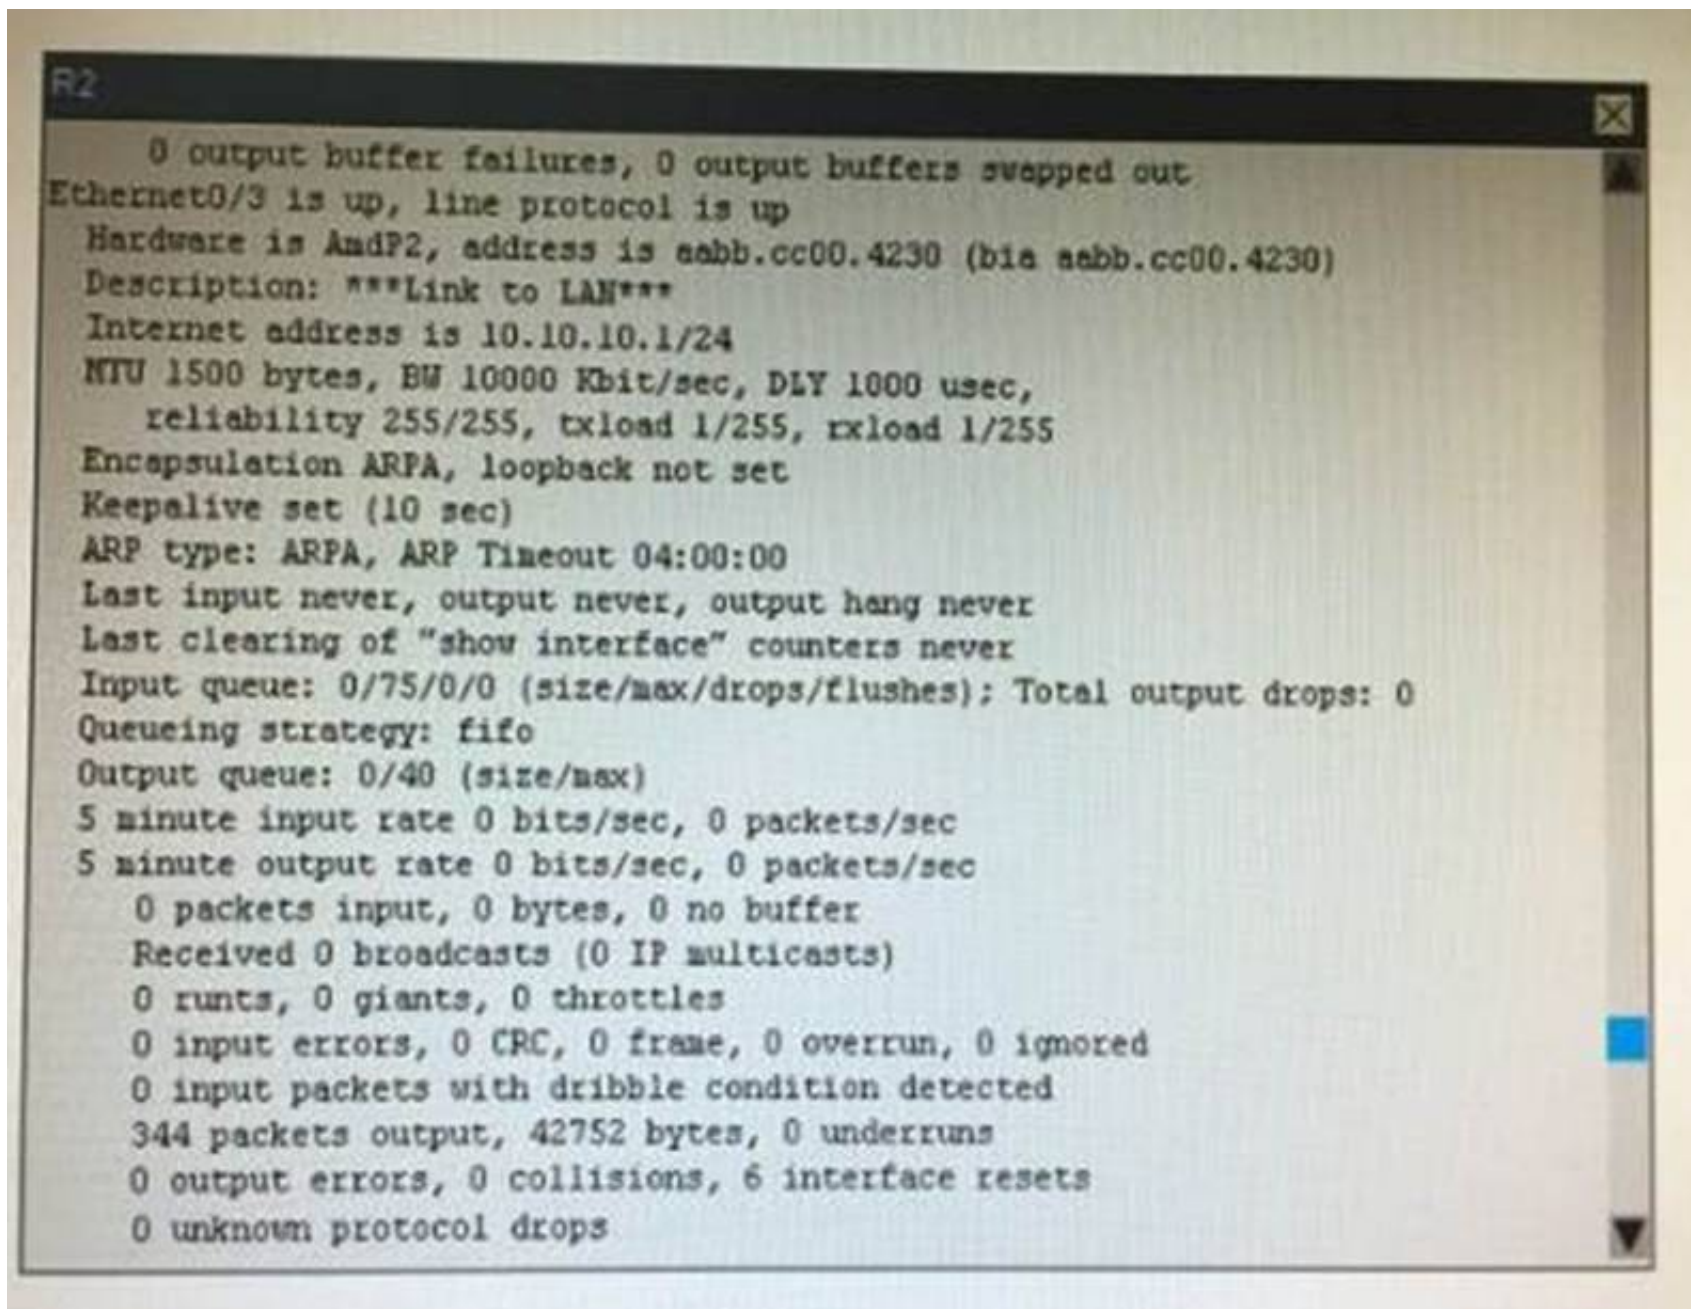 R2
0 output buffer failures, 0 output buffers swapped out
Ethernet0/3 is up, line protocol is up
Hardware is AmdP2, address is aabb.cc00.4230 (bia aabb.cc00.4230)
Description: ***Link to LAN***
Internet address is 10.10.10.1/24
MTU 1500 bytes, BW 10000 Kbit/sec, DLY 1000 usec,
reliability 255/255, txload 1/255, rxload 1/255
Encapsulation ARPA, loopback not set
Keepalive set (10 sec)
ARP type: ARPA, ARP Timeout 04:00:00
Last input never, output never, output hang never
Last clearing of "show interface" counters never
Input queue: 0/75/0/0 (size/max/drops/flushes); Total output drops: 0
Queueing strategy: fifo
Output queue: 0/40 (size/max)
5 minute input rate 0 bits/sec, 0 packets/sec
5 minute output rate 0 bits/sec, 0 packets/sec
0 packets input, 0 bytes, 0 no buffer
Received 0 broadcasts (0 IP multicasts)
0 runts, 0 giants, 0 throttles
0 input errors, 0 CRC, 0 frame, 0 overrun, 0 ignored
0 input packets with dribble condition detected
344 packets output, 42752 bytes, 0 underruns
0 output errors, 0 collisions, 6 interface resets
0 unknown protocol drops